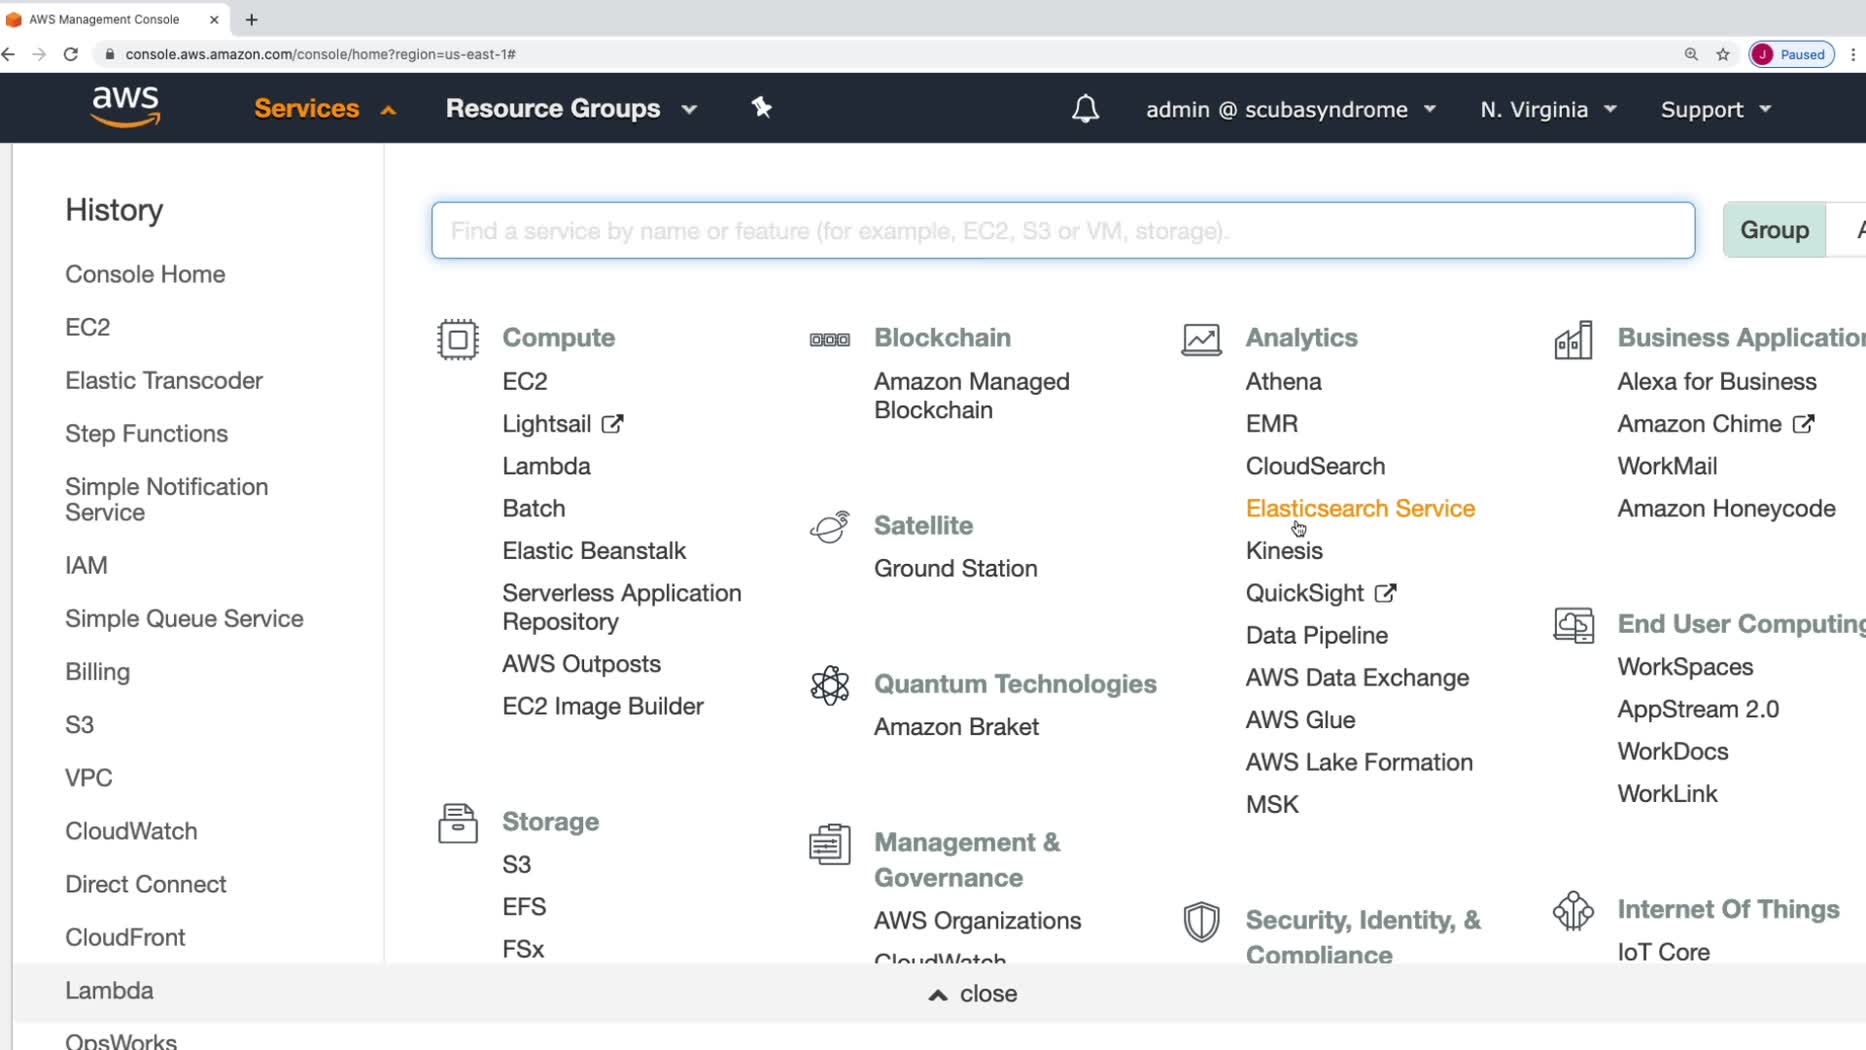 AWS Management Console
console.aws.amazon.com/console/home?region=us-east-1#
J Paused
aws
Services
Resource Groups
admin @ scubasyndrome
N. Virginia
Support
History
Console Home
EC2
Elastic Transcoder
Step Functions
Simple Notification
Service
IAM
Simple Queue Service
Billing
S3
VPC
CloudWatch
Direct Connect
CloudFront
Lambda
OpsWorks
Find a service by name or feature (for example, EC2, S3 or VM, storage).
Group
Compute
EC2
Lightsail
Lambda
Batch
Elastic Beanstalk
Serverless Application
Repository
AWS Outposts
EC2 Image Builder
Storage
S3
EFS
FSx
Blockchain
Amazon Managed
Blockchain
Satellite
Ground Station
Quantum Technologies
Amazon Braket
Management &
Governance
AWS Organizations
CloudWatch
Analytics
Athena
EMR
CloudSearch
Elasticsearch Service
Kinesis
QuickSight
Data Pipeline
AWS Data Exchange
AWS Glue
AWS Lake Formation
MSK
Security, Identity, &
Compliance
Business Application
Alexa for Business
Amazon Chime
WorkMail
Amazon Honeycode
End User Computing
WorkSpaces
AppStream 2.0
WorkDocs
WorkLink
Internet Of Things
IoT Core
close